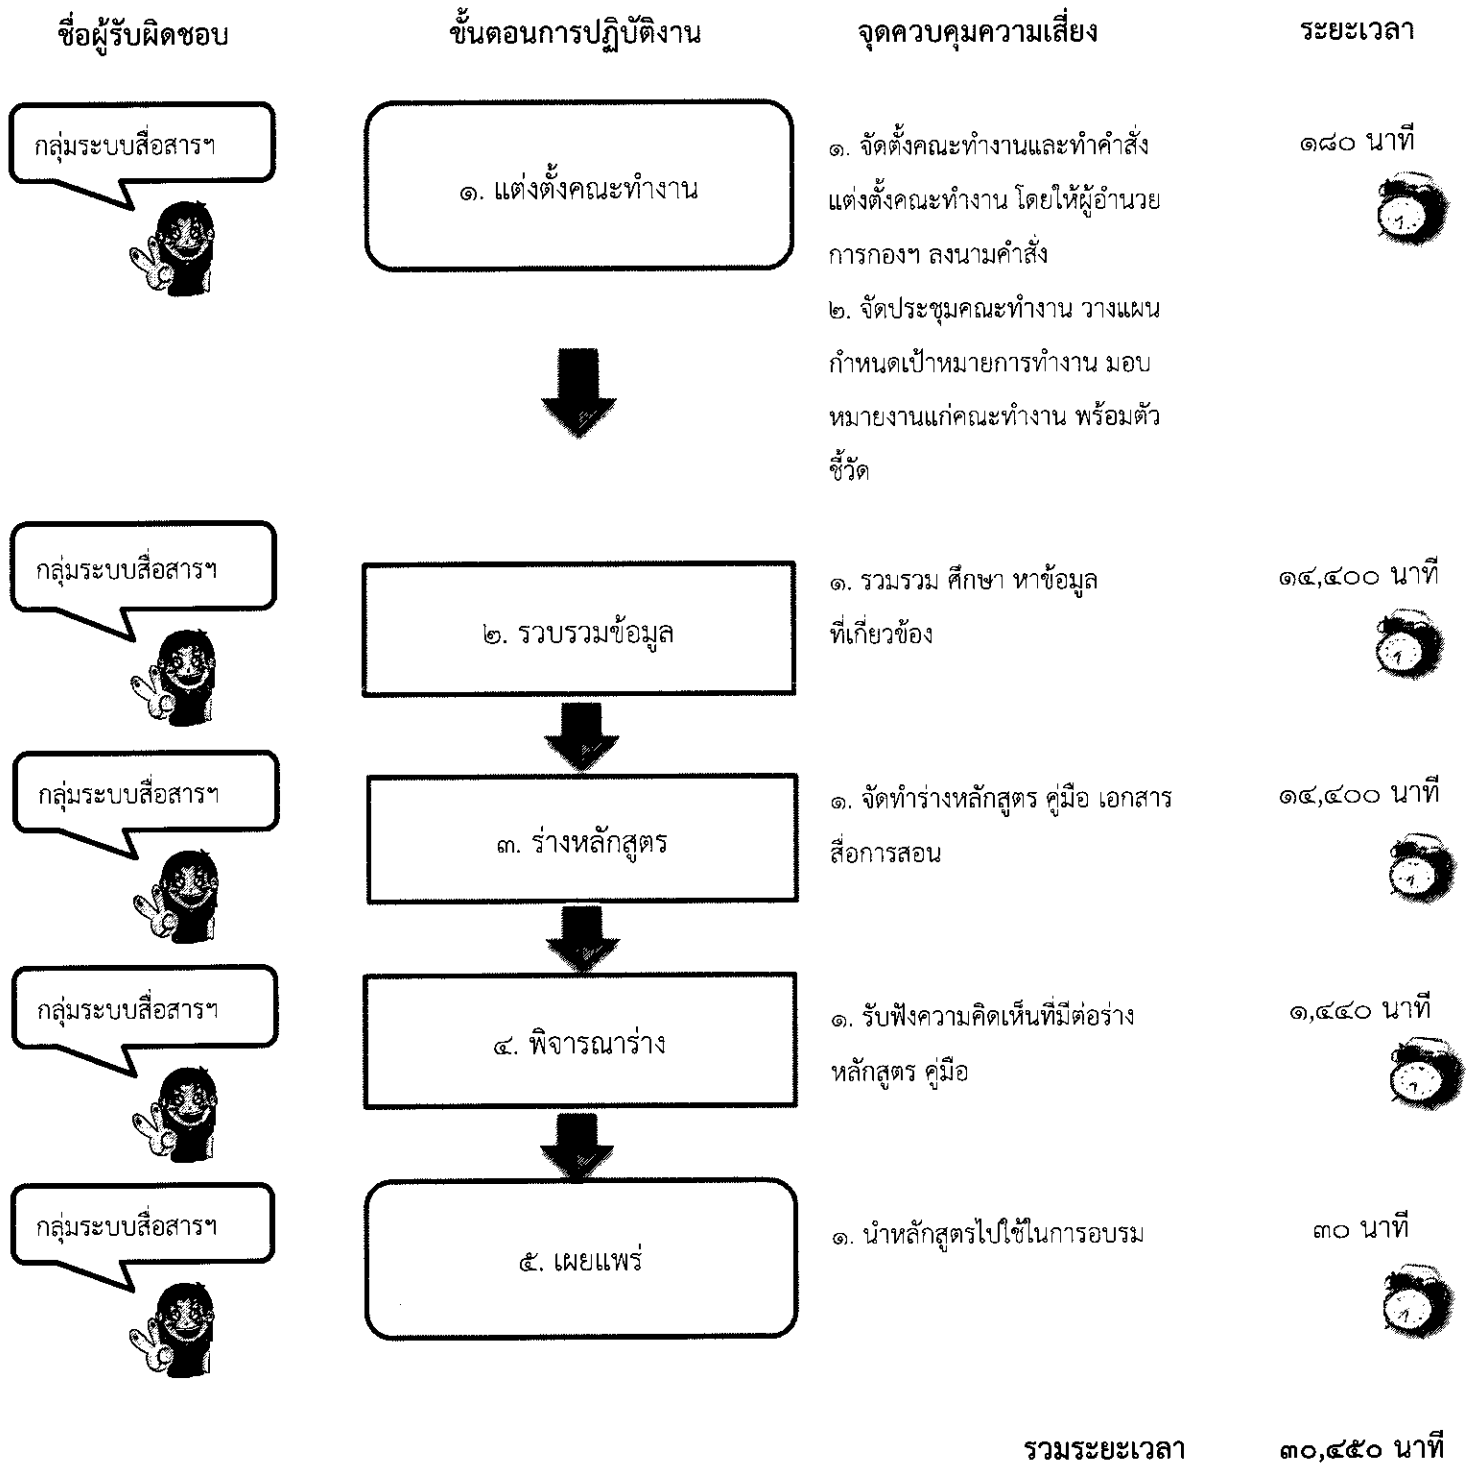 ชื่อผู้รับผิดชอบ
ขั้นตอนการปฏิบัติงาน
จุดควบคุมความเสี่ยง
ระยะเวลา
กลุ่มระบบสื่อสารฯ
๑. แต่งตั้งคณะทำงาน
๑. จัดตั้งคณะทำงานและทำคำสั่ง
แต่งตั้งคณะทำงาน โดยให้ผู้อำนวย
การกองฯ ลงนามคำสั่ง
๒. จัดประชุมคณะทำงาน วางแผน
กำหนดเป้าหมายการทำงาน มอบ
หมายงานแก่คณะทำงาน พร้อมตัว
ชี้วัด
๑๘๐ นาที
กลุ่มระบบสื่อสารฯ
๒. รวบรวมข้อมูล
๑. รวมรวม ศึกษา หาข้อมูล
ที่เกี่ยวข้อง
๑๔,๔๐๐ นาที
กลุ่มระบบสื่อสารฯ
๓. ร่างหลักสูตร
๑. จัดทำร่างหลักสูตร คู่มือ เอกสาร
สื่อการสอน
๑๔,๔๐๐ นาที
กลุ่มระบบสื่อสารฯ
๔. พิจารณาร่าง
๑. รับฟังความคิดเห็นที่มีต่อร่าง
หลักสูตร คู่มือ
๑,๔๔๐ นาที
กลุ่มระบบสื่อสารฯ
๕. เผยแพร่
๑. นำหลักสูตรไปใช้ในการอบรม
๓๐ นาที
รวมระยะเวลา
๓๐,๔๕๐ นาที